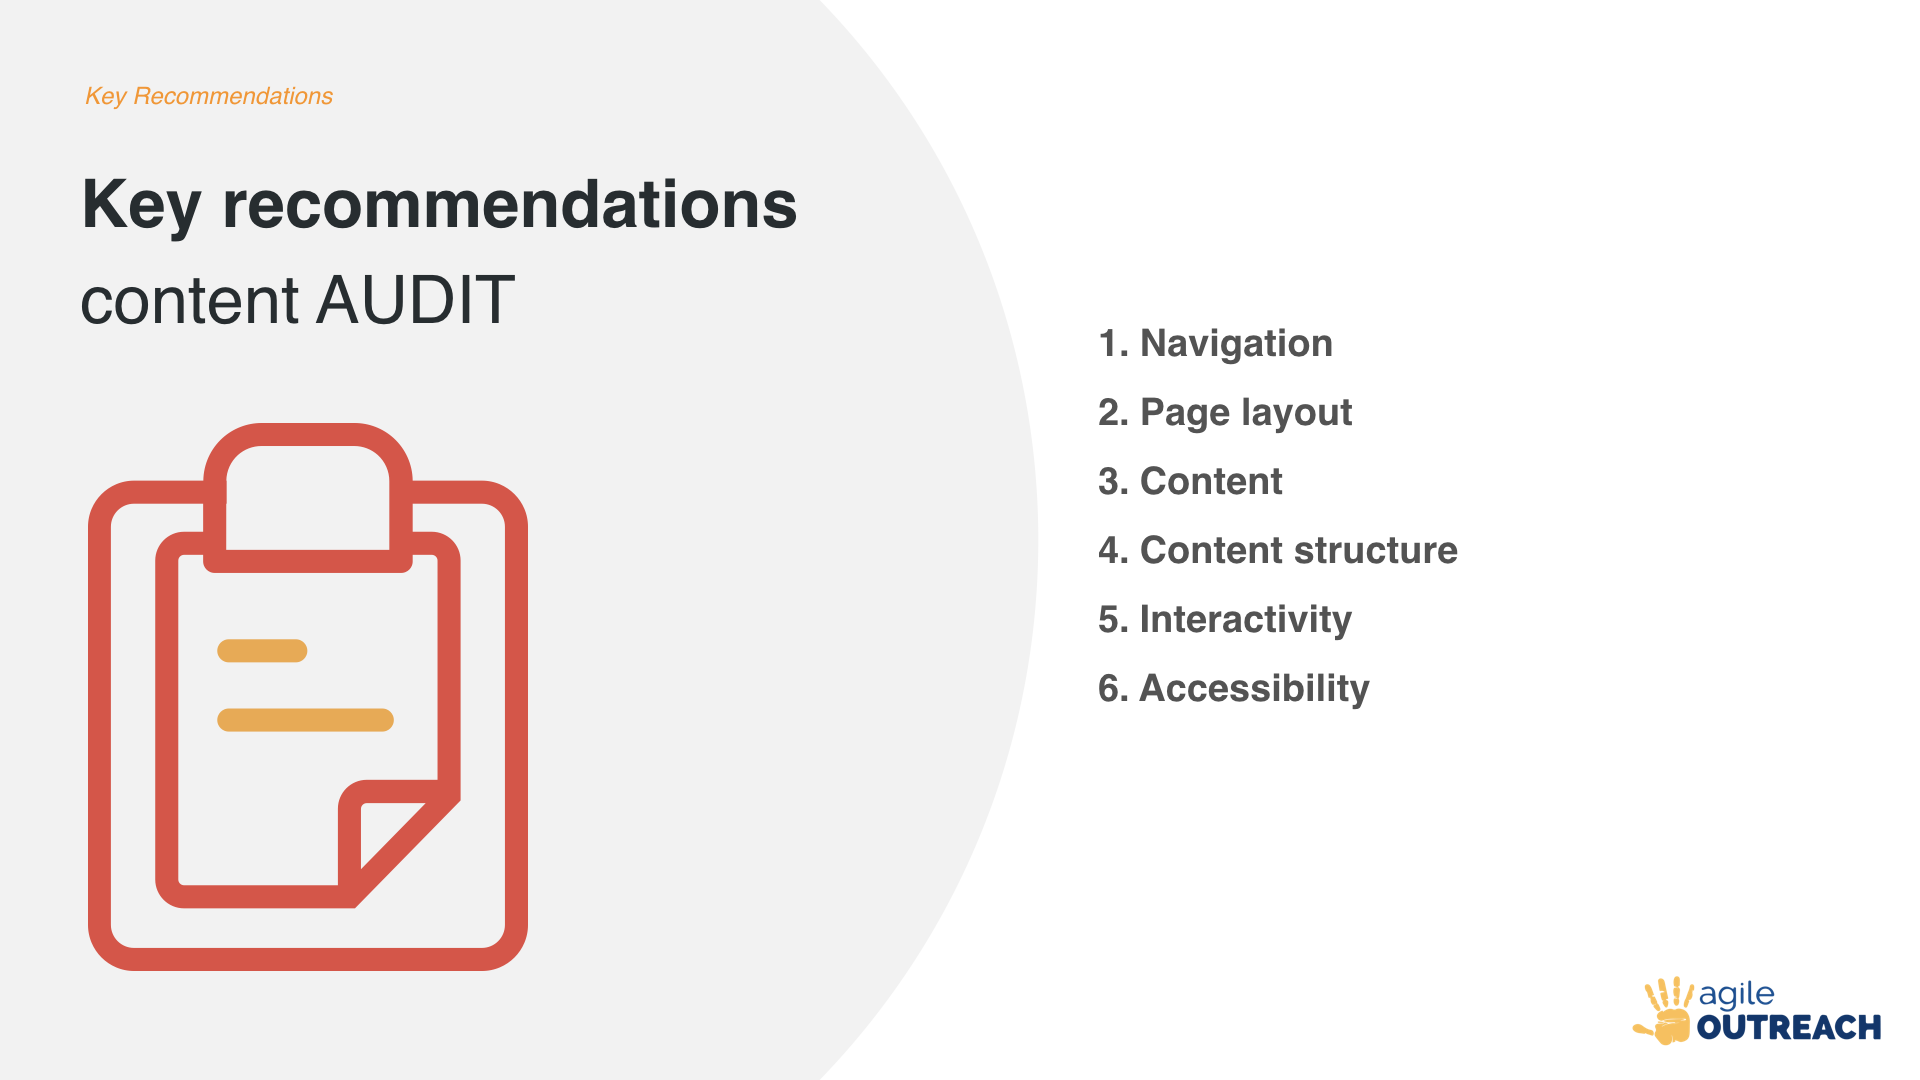 Key Recommendations
Key recommendations
content AUDIT
1. Navigation
2. Page layout
3. Content
4. Content structure
5. Interactivity
6. Accessibility
agile
OUTREACH